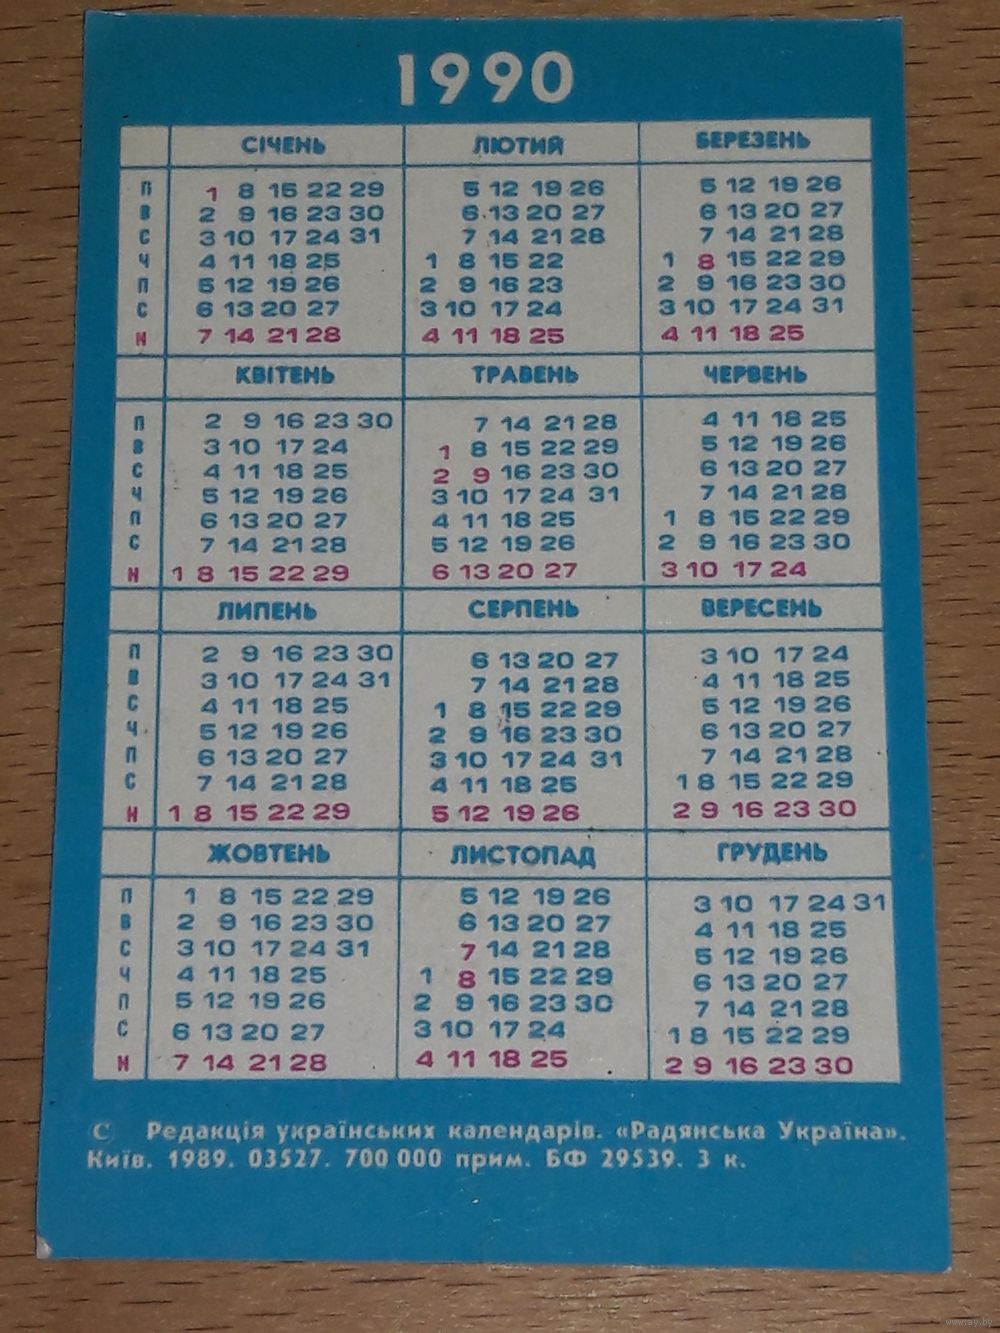 1990
СІЧЕНЬ ЛЮТИЙ БЕРЕЗЕНЬ
П 1 8 15 22 29 5 12 19 26 5 12 19 26
В 2 9 16 23 30 6 13 20 27 6 13 20 27
С 3 10 17 24 31 7 14 21 28 7 14 21 28
Ч 4 11 18 25 1 8 15 22 1 8 15 22 29
П 5 12 19 26 2 9 16 23 2 9 16 23 30
С 6 13 20 27 3 10 17 24 3 10 17 24 31
Н 7 14 21 28 4 11 18 25 4 11 18 25
КВІТЕНЬ ТРАВЕНЬ ЧЕРВЕНЬ
П 2 9 16 23 30 7 14 21 28 4 11 18 25
В 3 10 17 24 1 8 15 22 29 5 12 19 26
С 4 11 18 25 2 9 16 23 30 6 13 20 27
Ч 5 12 19 26 3 10 17 24 31 7 14 21 28
П 6 13 20 27 4 11 18 25 1 8 15 22 29
С 7 14 21 28 5 12 19 26 2 9 16 23 30
Н 1 8 15 22 29 6 13 20 27 3 10 17 24
ЛИПЕНЬ СЕРПЕНЬ ВЕРЕСЕНЬ
П 2 9 16 23 30 6 13 20 27 3 10 17 24
В 3 10 17 24 31 7 14 21 28 4 11 18 25
С 4 11 18 25 1 8 15 22 29 5 12 19 26
Ч 5 12 19 26 2 9 16 23 30 6 13 20 27
П 6 13 20 27 3 10 17 24 31 7 14 21 28
С 7 14 21 28 4 11 18 25 1 8 15 22 29
Н 1 8 15 22 29 5 12 19 26 2 9 16 23 30
ЖОВТЕНЬ ЛИСТОПАД ГРУДЕНЬ
П 1 8 15 22 29 5 12 19 26 3 10 17 24 31
В 2 9 16 23 30 6 13 20 27 4 11 18 25
С 3 10 17 24 31 7 14 21 28 5 12 19 26
Ч 4 11 18 25 1 8 15 22 29 6 13 20 27
П 5 12 19 26 2 9 16 23 30 7 14 21 28
С 6 13 20 27 3 10 17 24 1 8 15 22 29
Н 7 14 21 28 4 11 18 25 2 9 16 23 30
С Редакція українських календарів. «Радянська Україна».
Київ. 1989. 03527. 700 000 прим. БФ 29539. 3 к.
www.ay.by